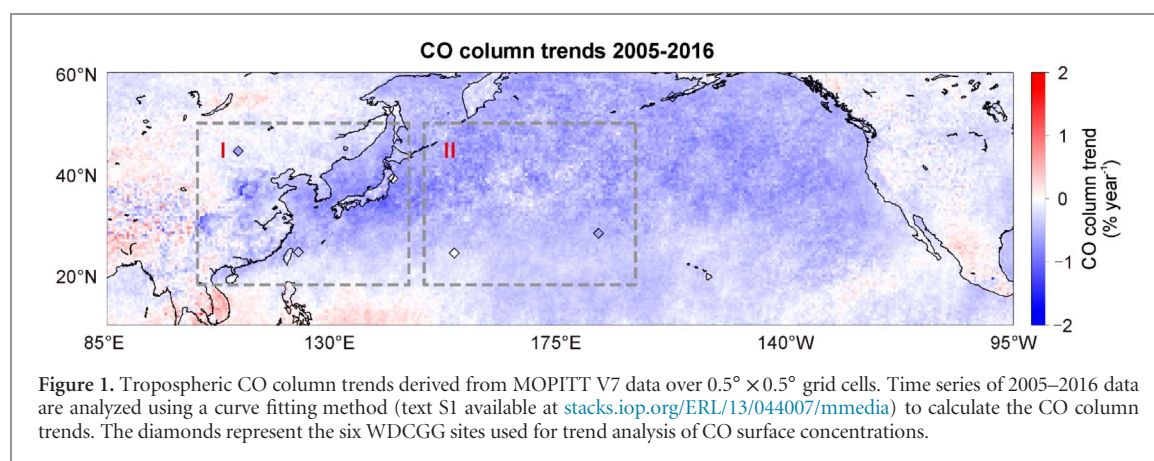 CO column trends 2005-2016
60°N
40°N
20°N
I
II
85°E
130°E
175°E
140°W
95°W
2
1
0
−1
−2
CO column trend
(% year⁻¹)
Figure 1. Tropospheric CO column trends derived from MOPITT V7 data over 0.5° × 0.5° grid cells. Time series of 2005–2016 data
are analyzed using a curve fitting method (text S1 available at stacks.iop.org/ERL/13/044007/mmedia) to calculate the CO column
trends. The diamonds represent the six WDCGG sites used for trend analysis of CO surface concentrations.